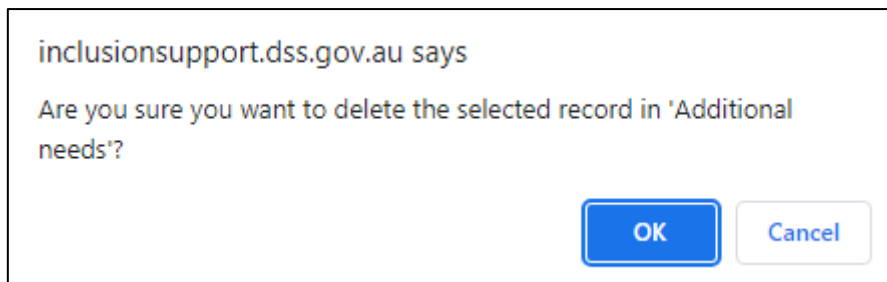 inclusionsupport.dss.gov.au says
Are you sure you want to delete the selected record in 'Additional
needs'?
OK
Cancel